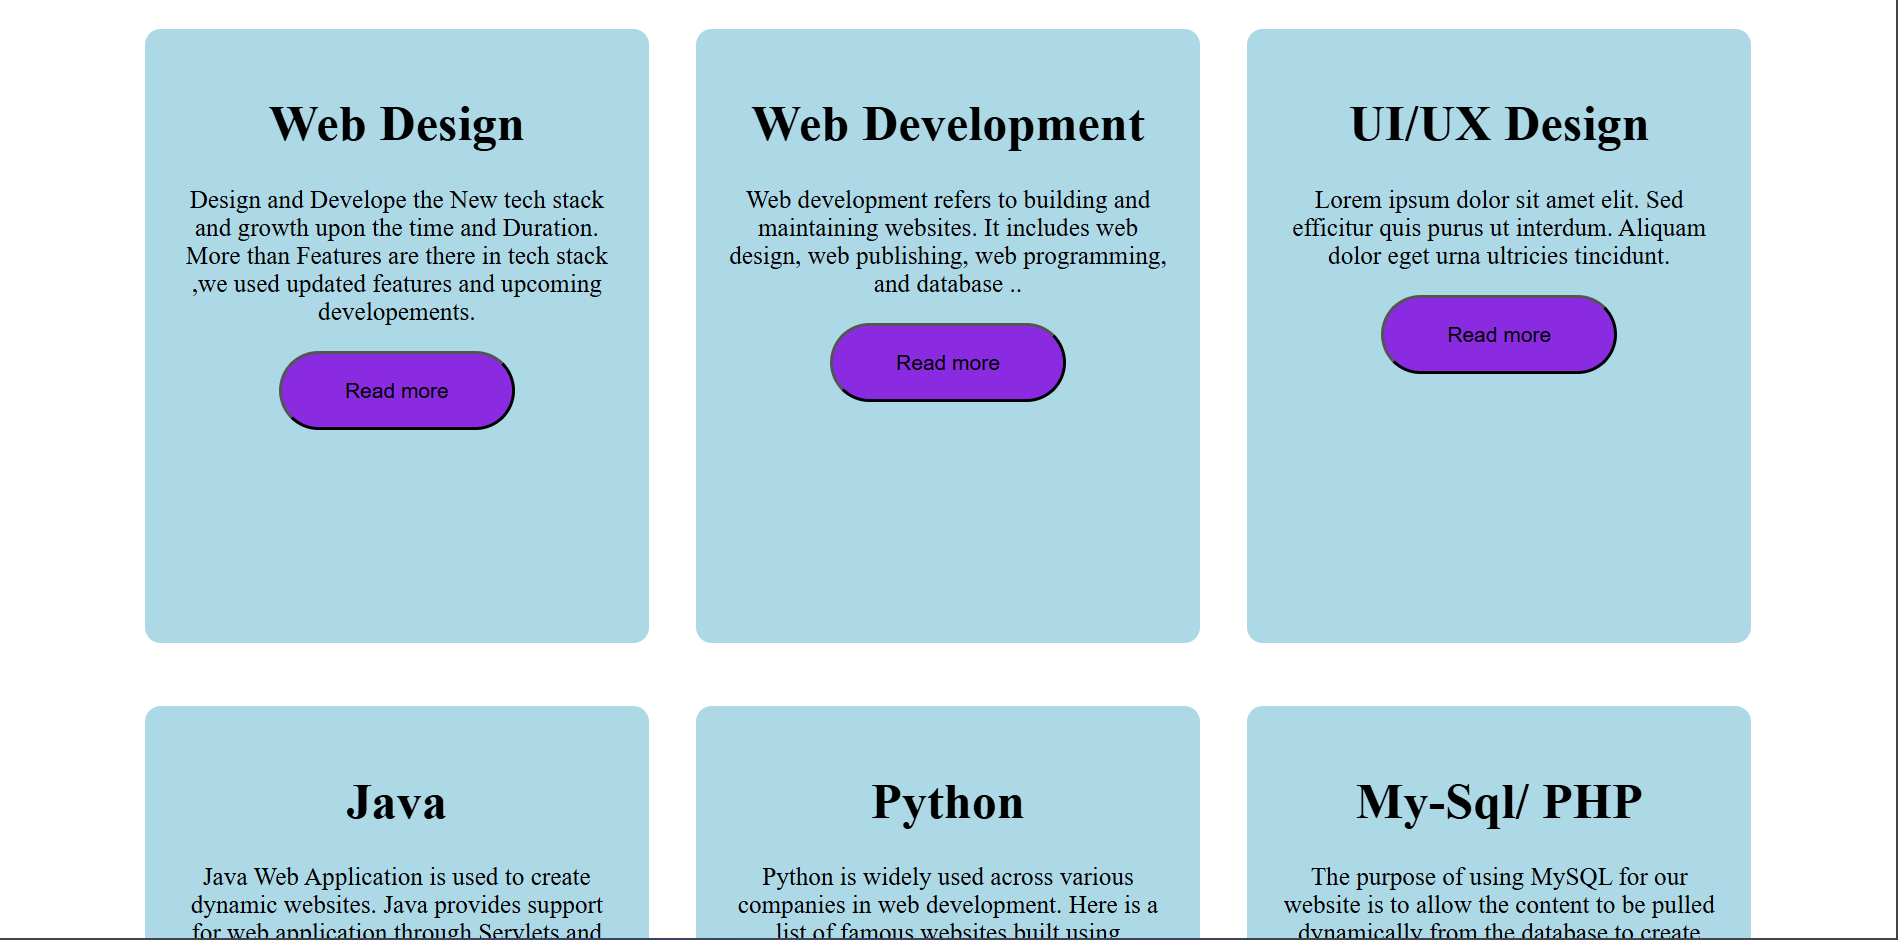 Web Design
Design and Develope the New tech stack
and growth upon the time and Duration.
More than Features are there in tech stack
,we used updated features and upcoming
developements.
Read more
Web Development
Web development refers to building and
maintaining websites. It includes web
design, web publishing, web programming,
and database ..
Read more
UI/UX Design
Lorem ipsum dolor sit amet elit. Sed
efficitur quis purus ut interdum. Aliquam
dolor eget urna ultricies tincidunt.
Read more
Java
Java Web Application is used to create
dynamic websites. Java provides support
for web application through Servlets and
Python
Python is widely used across various
companies in web development. Here is a
list of famous websites built using
My-Sql/ PHP
The purpose of using MySQL for our
website is to allow the content to be pulled
dynamically from the database to create